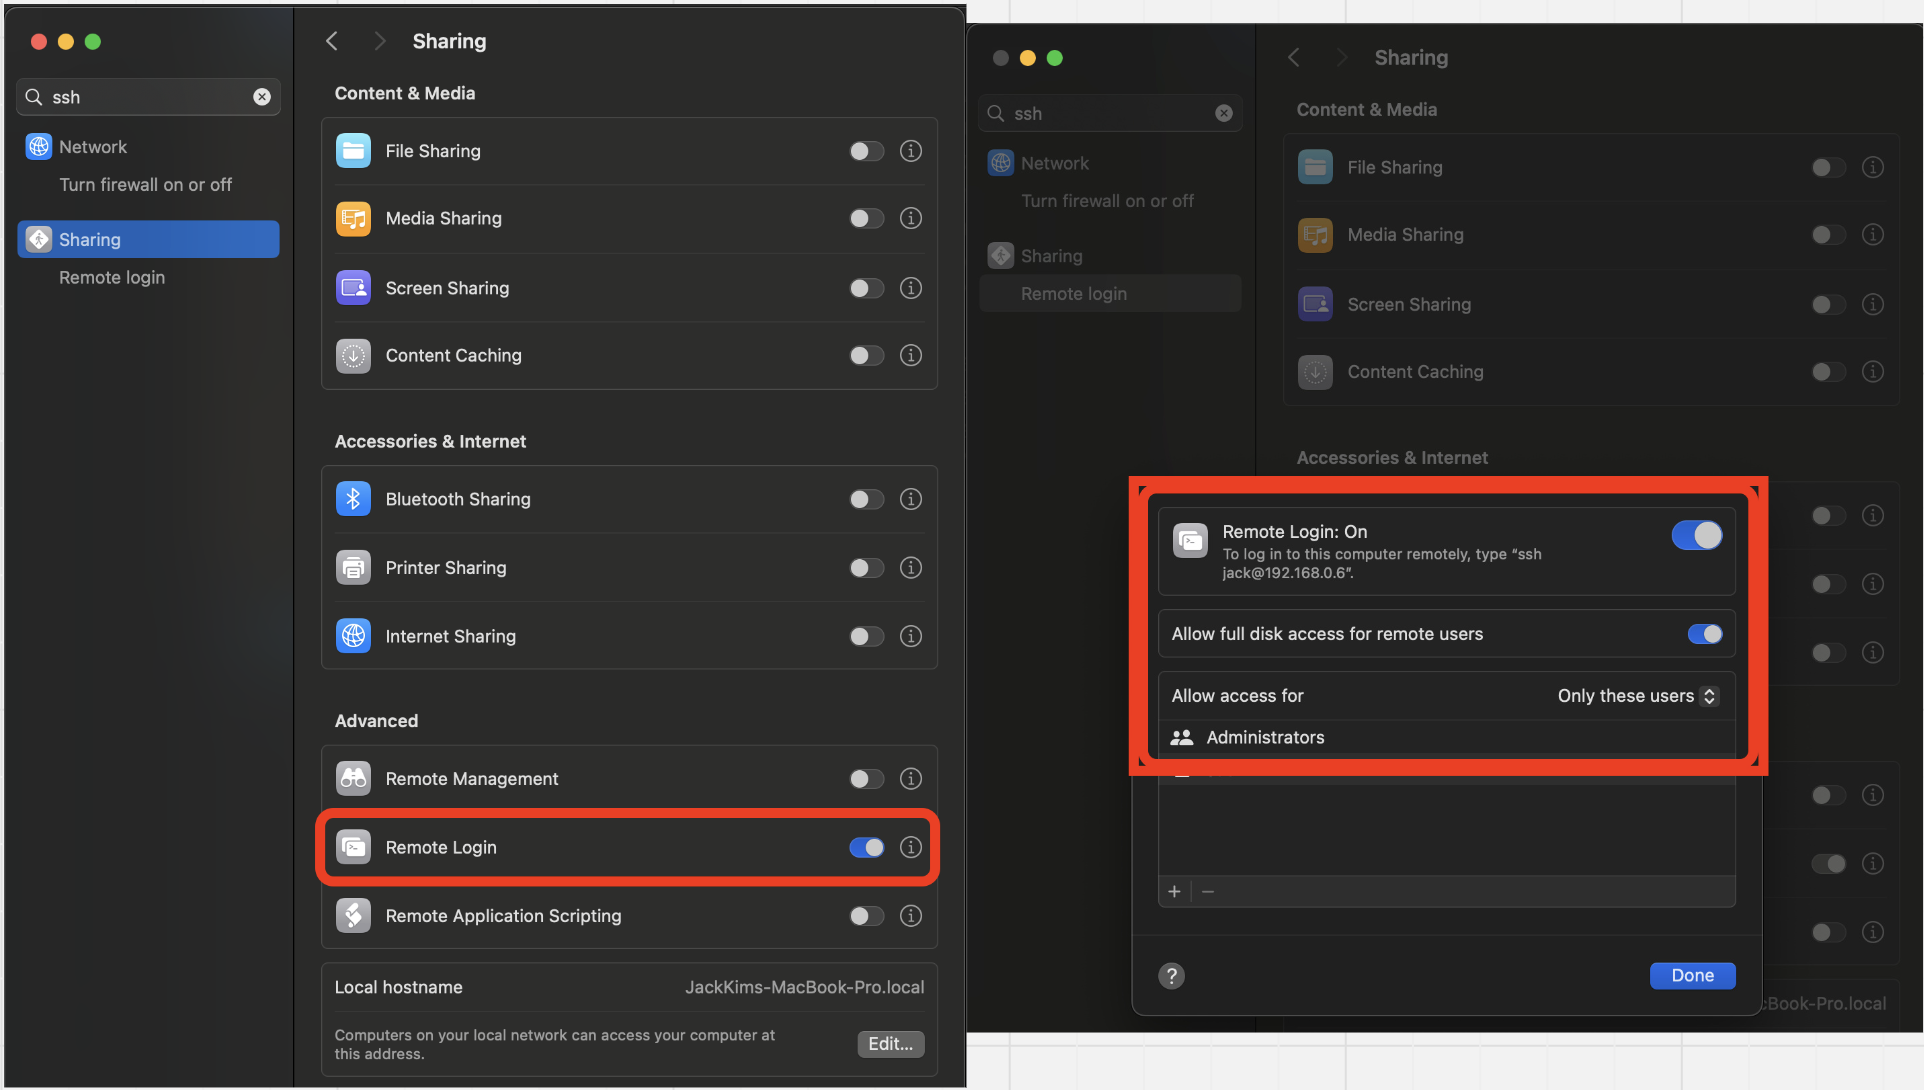 Sharing
ssh
Network
Turn firewall on or off
Sharing
Remote login
Content & Media
File Sharing
Media Sharing
Screen Sharing
Content Caching
Accessories & Internet
Bluetooth Sharing
Printer Sharing
Internet Sharing
Advanced
Remote Management
Remote Login
Remote Application Scripting
Local hostname
JackKims-MacBook-Pro.local
Computers on your local network can access your computer at
this address.
Edit...
Sharing
ssh
Network
Turn firewall on or off
Sharing
Remote login
Content & Media
File Sharing
Media Sharing
Screen Sharing
Content Caching
Accessories & Internet
Remote Login: On
To log in to this computer remotely, type “ssh
jack@192.168.0.6”.
Allow full disk access for remote users
Allow access for
Only these users
Administrators
+ −
?
Done
Book-Pro.local